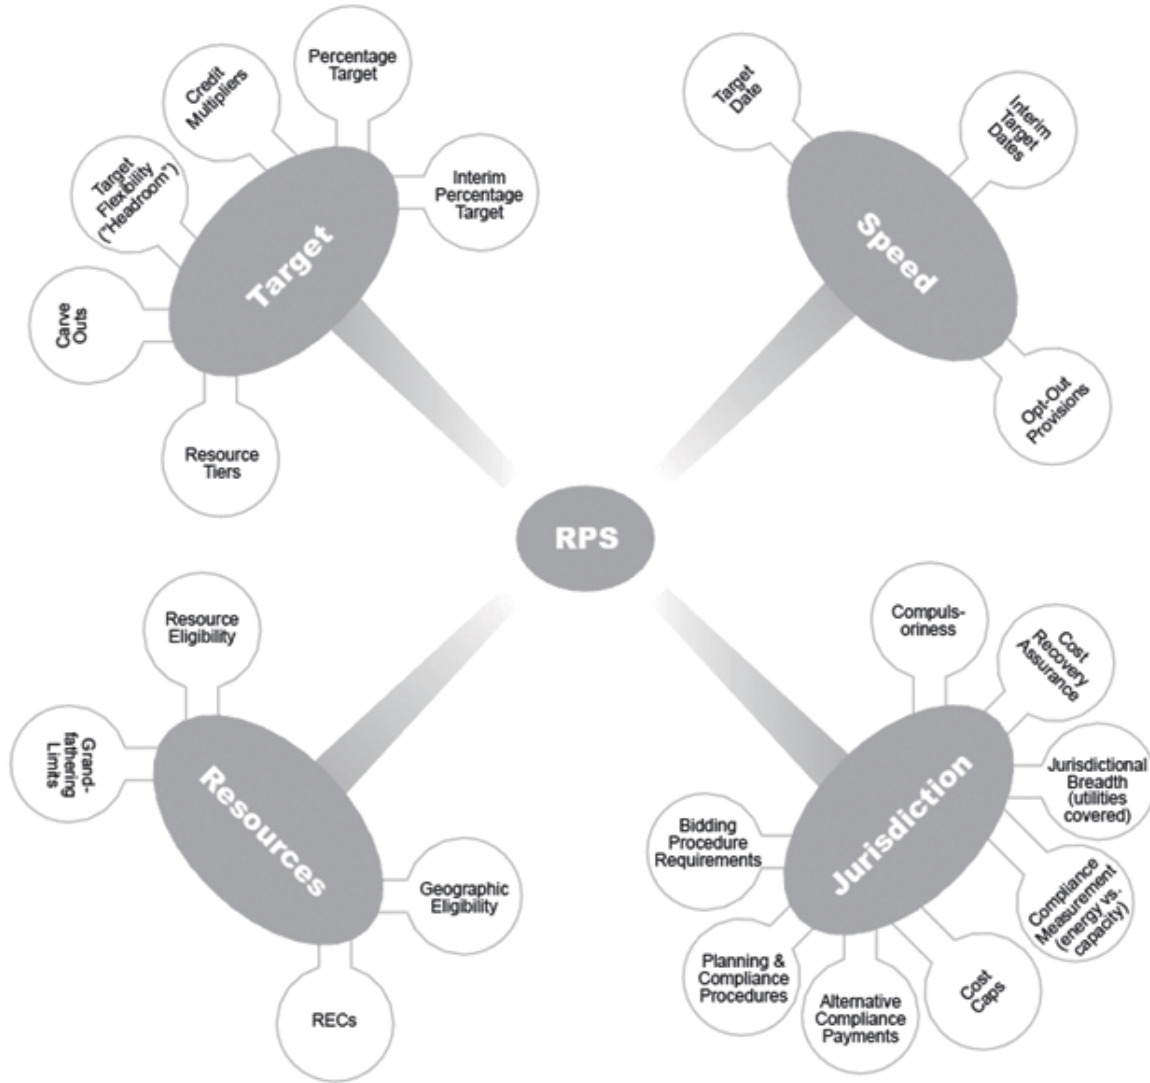 Percentage
Target
Credit
Multipliers
Target
Flexibility
("Headroom")
Interim
Percentage
Target
Carve
Outs
Resource
Tiers
Target
Target
Date
Interim
Target
Dates
Speed
Opt-Out
Provisions
RPS
Resource
Eligibility
Grand-
fathering
Limits
Resources
Geographic
Eligibility
RECs
Compuls-
oriness
Cost
Recovery
Assurance
Jurisdictional
Breadth
(utilities
covered)
Jurisdiction
Bidding
Procedure
Requirements
Compliance
Measurement
(energy vs.
capacity)
Planning &
Compliance
Procedures
Alternative
Compliance
Payments
Cost
Caps